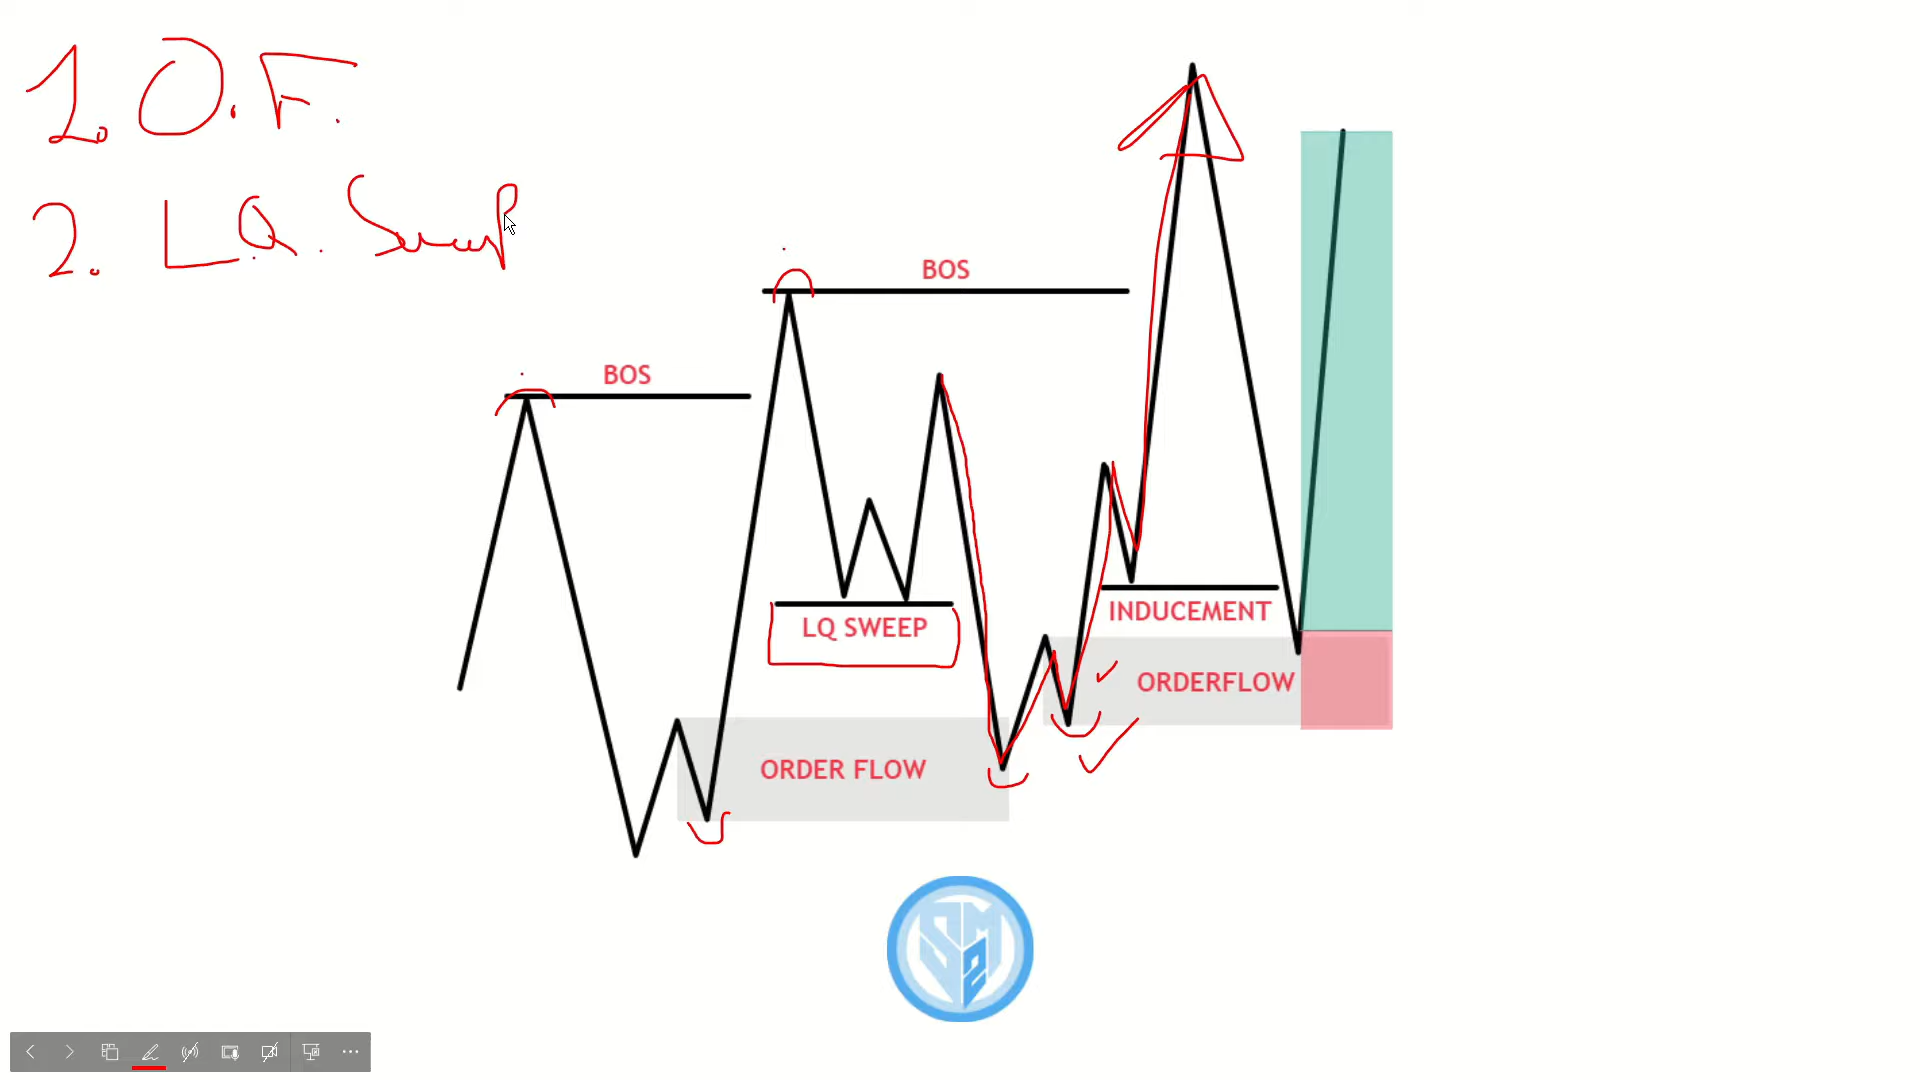 1. O.F.
2. LQ. Sweep
BOS
BOS
LQ SWEEP
INDUCEMENT
ORDERFLOW
ORDER FLOW